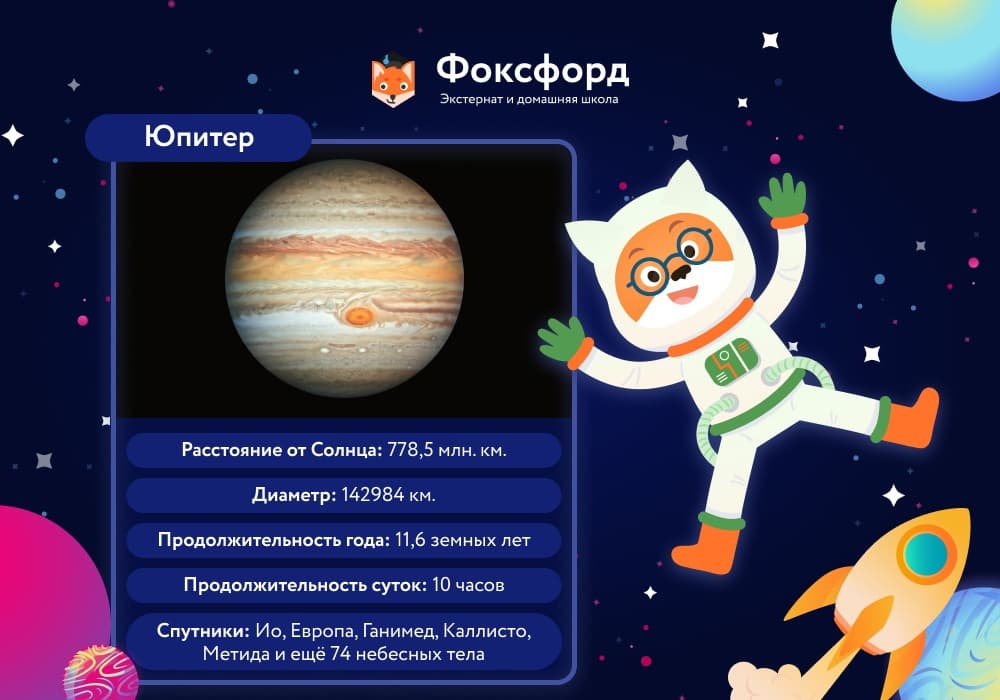 Фоксфорд
Экстернат и домашняя школа
Юпитер
Расстояние от Солнца: 778,5 млн. км.
Диаметр: 142984 км.
Продолжительность года: 11,6 земных лет
Продолжительность суток: 10 часов
Спутники: Ио, Европа, Ганимед, Каллисто,
Метида и ещё 74 небесных тела